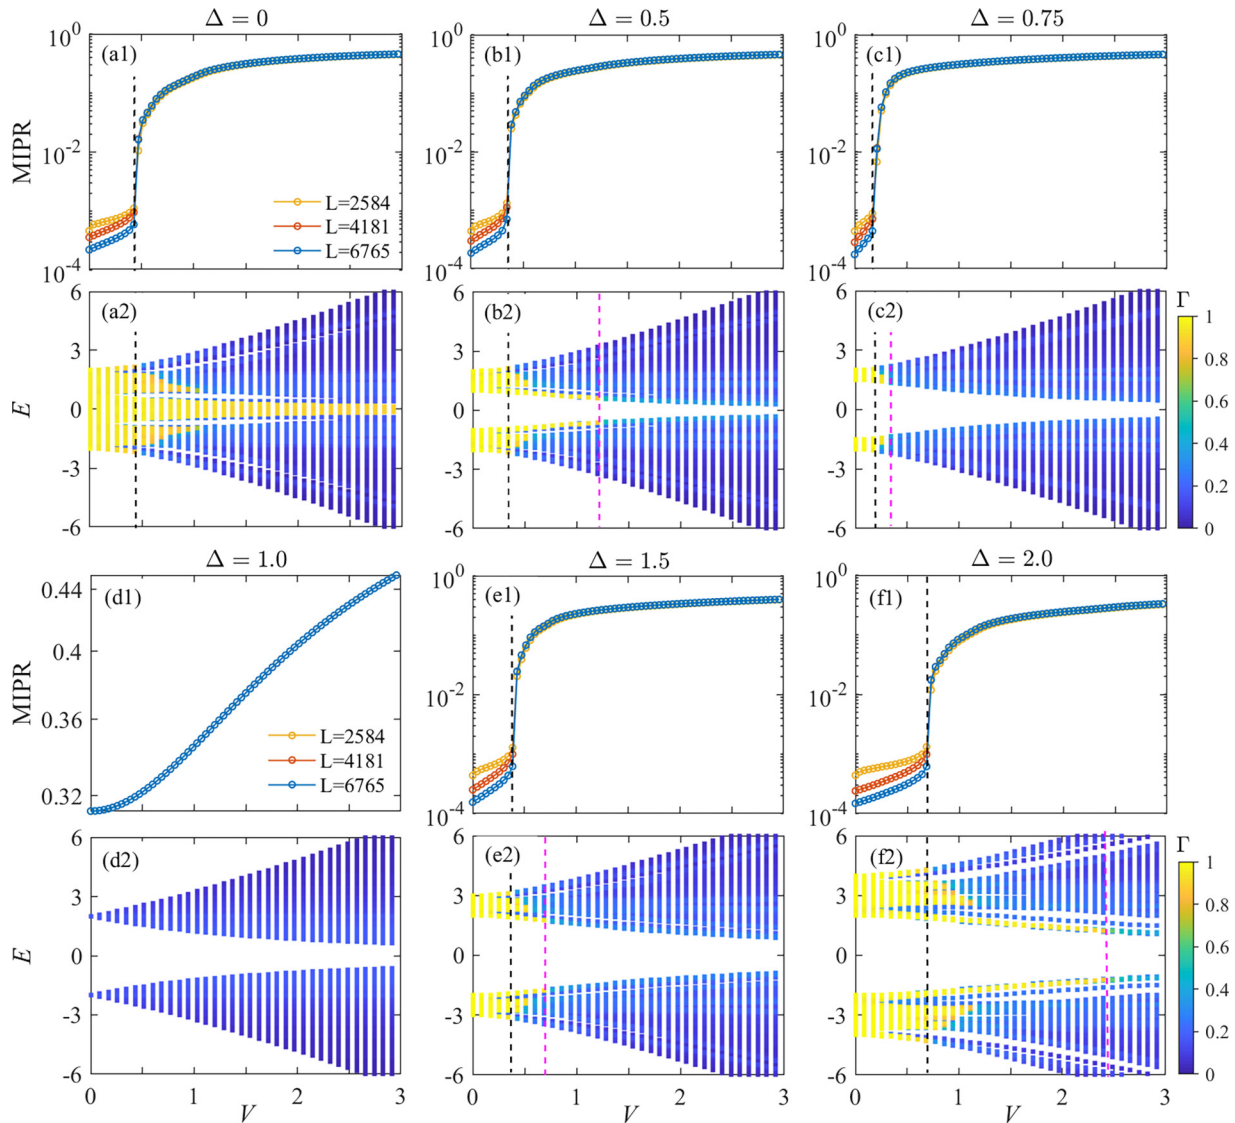 Δ = 0
Δ = 0.5
Δ = 0.75
10^0
(a1)
10^0
(b1)
10^0
(c1)
MIPR
10^-2
10^-2
10^-2
L=2584
L=4181
L=6765
10^-4
10^-4
10^-4
6
(a2)
6
(b2)
6
(c2)
Γ
1
3
3
3
0.8
E
0
0
0
0.6
0.4
-3
-3
-3
0.2
-6
-6
-6
0
Δ = 1.0
Δ = 1.5
Δ = 2.0
0.44
(d1)
10^0
(e1)
10^0
(f1)
0.4
MIPR
10^-2
10^-2
0.36
L=2584
L=4181
L=6765
0.32
10^-4
10^-4
6
(d2)
6
(e2)
6
(f2)
Γ
1
3
3
3
0.8
E
0
0
0
0.6
0.4
-3
-3
-3
0.2
-6
-6
-6
0
0 1 2 3
0 1 2 3
0 1 2 3
V
V
V